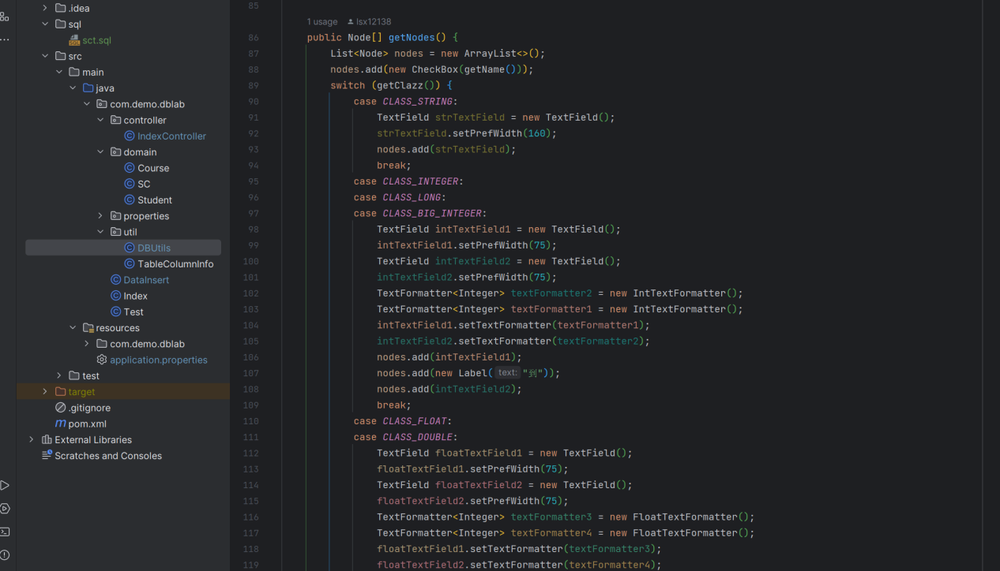 .idea
sql
sct.sql
src
main
java
com.demo.dblab
controller
IndexController
domain
Course
SC
Student
properties
util
DBUtils
TableColumnInfo
DataInsert
Index
Test
resources
com.demo.dblab
application.properties
test
target
.gitignore
pom.xml
External Libraries
Scratches and Consoles
85
1 usage lsx12138
86 public Node[] getNodes() {
87 List<Node> nodes = new ArrayList<>();
88 nodes.add(new CheckBox(getName()));
89 switch (getClazz()) {
90 case CLASS_STRING:
91 TextField strTextField = new TextField();
92 strTextField.setPrefWidth(160);
93 nodes.add(strTextField);
94 break;
95 case CLASS_INTEGER:
96 case CLASS_LONG:
97 case CLASS_BIG_INTEGER:
98 TextField intTextField1 = new TextField();
99 intTextField1.setPrefWidth(75);
100 TextField intTextField2 = new TextField();
101 intTextField2.setPrefWidth(75);
102 TextFormatter<Integer> textFormatter2 = new IntTextFormatter();
103 TextFormatter<Integer> textFormatter1 = new IntTextFormatter();
104 intTextField1.setTextFormatter(textFormatter1);
105 intTextField2.setTextFormatter(textFormatter2);
106 nodes.add(intTextField1);
107 nodes.add(new Label( text: "到"));
108 nodes.add(intTextField2);
109 break;
110 case CLASS_FLOAT:
111 case CLASS_DOUBLE:
112 TextField floatTextField1 = new TextField();
113 floatTextField1.setPrefWidth(75);
114 TextField floatTextField2 = new TextField();
115 floatTextField2.setPrefWidth(75);
116 TextFormatter<Integer> textFormatter3 = new FloatTextFormatter();
117 TextFormatter<Integer> textFormatter4 = new FloatTextFormatter();
118 floatTextField1.setTextFormatter(textFormatter3);
119 floatTextField2.setTextFormatter(textFormatter4);